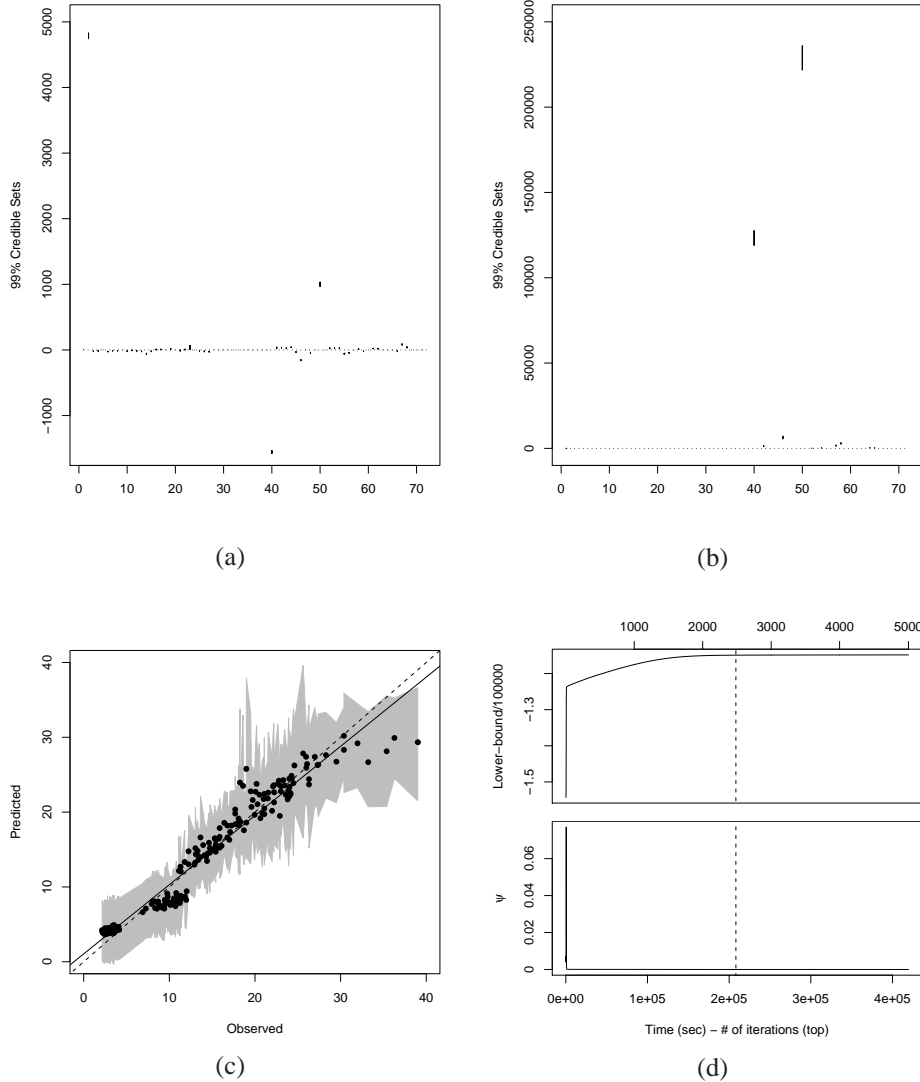 5000
4000
3000
2000
1000
0
−1000
99% Credible Sets
0 10 20 30 40 50 60 70
(a)
250000
200000
150000
100000
50000
0
99% Credible Sets
0 10 20 30 40 50 60 70
(b)
40
30
20
10
0
Predicted
0 10 20 30 40
Observed
(c)
1000 2000 3000 4000 5000
−1.3
−1.5
Lower−bound/100000
0.06
0.04
0.02
0
ψ
0e+00 1e+05 2e+05 3e+05 4e+05
Time (sec) − # of iterations (top)
(d)